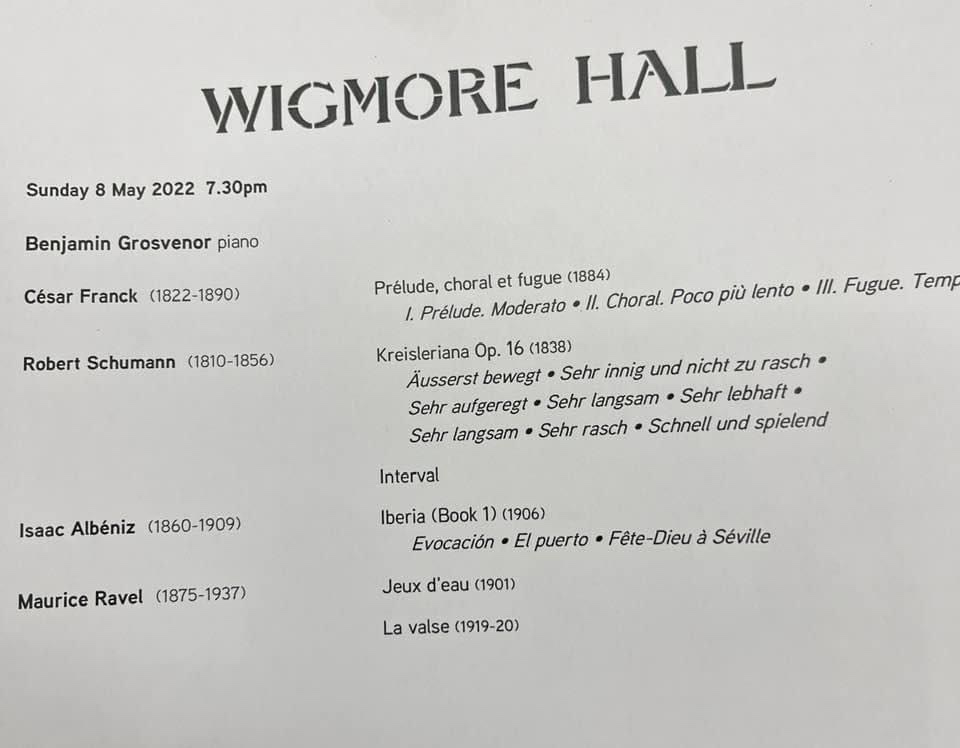 WIGMORE HALL
Sunday 8 May 2022 7.30pm
Benjamin Grosvenor piano
César Franck (1822-1890)
Prélude, choral et fugue (1884)
I. Prélude. Moderato • II. Choral. Poco più lento • III. Fugue. Temp
Robert Schumann (1810-1856)
Kreisleriana Op. 16 (1838)
Äusserst bewegt • Sehr innig und nicht zu rasch •
Sehr aufgeregt • Sehr langsam • Sehr lebhaft •
Sehr langsam • Sehr rasch • Schnell und spielend
Interval
Isaac Albéniz (1860-1909)
Iberia (Book 1) (1906)
Evocación • El puerto • Fête-Dieu à Séville
Maurice Ravel (1875-1937)
Jeux d'eau (1901)
La valse (1919-20)